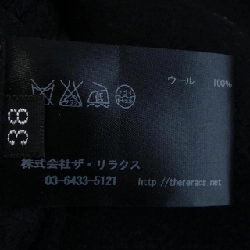 ウール 100%
38
株式会社ザ・リラクス
03-6433-5121
http://theraracs.net